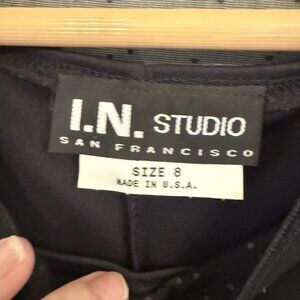 I.N. STUDIO
SAN FRANCISCO
SIZE 8
MADE IN U.S.A.